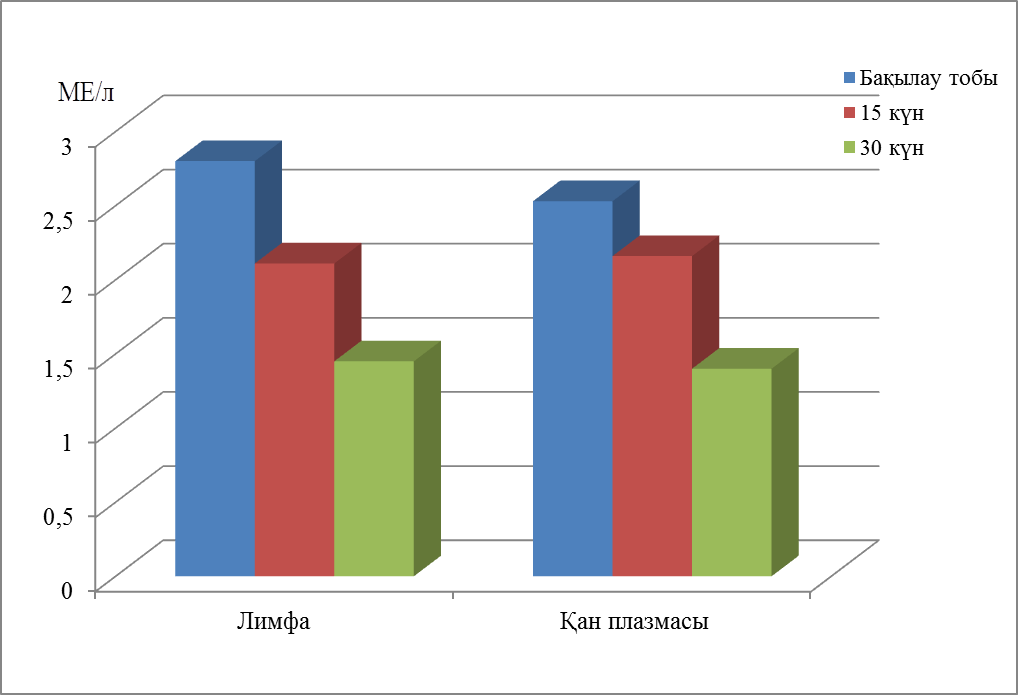 МЕ/л
Бақылау тобы
15 күн
30 күн
3
2,5
2
1,5
1
0,5
0
Лимфа
Қан плазмасы